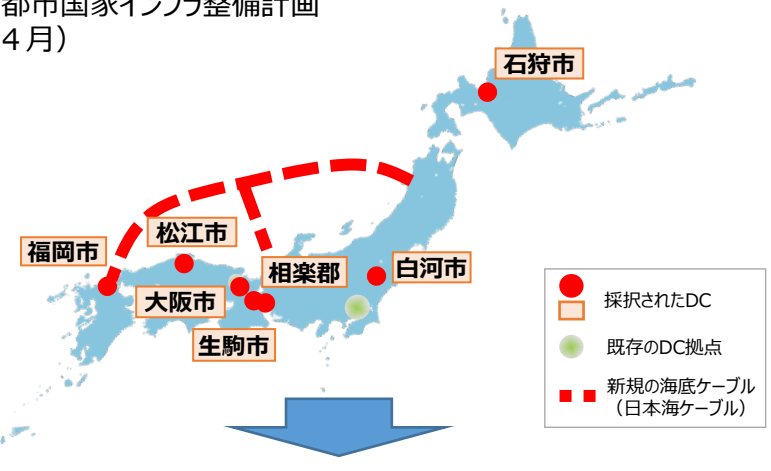 都市国家インフラ整備計画
4月）
石狩市
松江市
福岡市
相楽郡
白河市
大阪市
生駒市
採択されたDC
既存のDC拠点
新規の海底ケーブル
（日本海ケーブル）